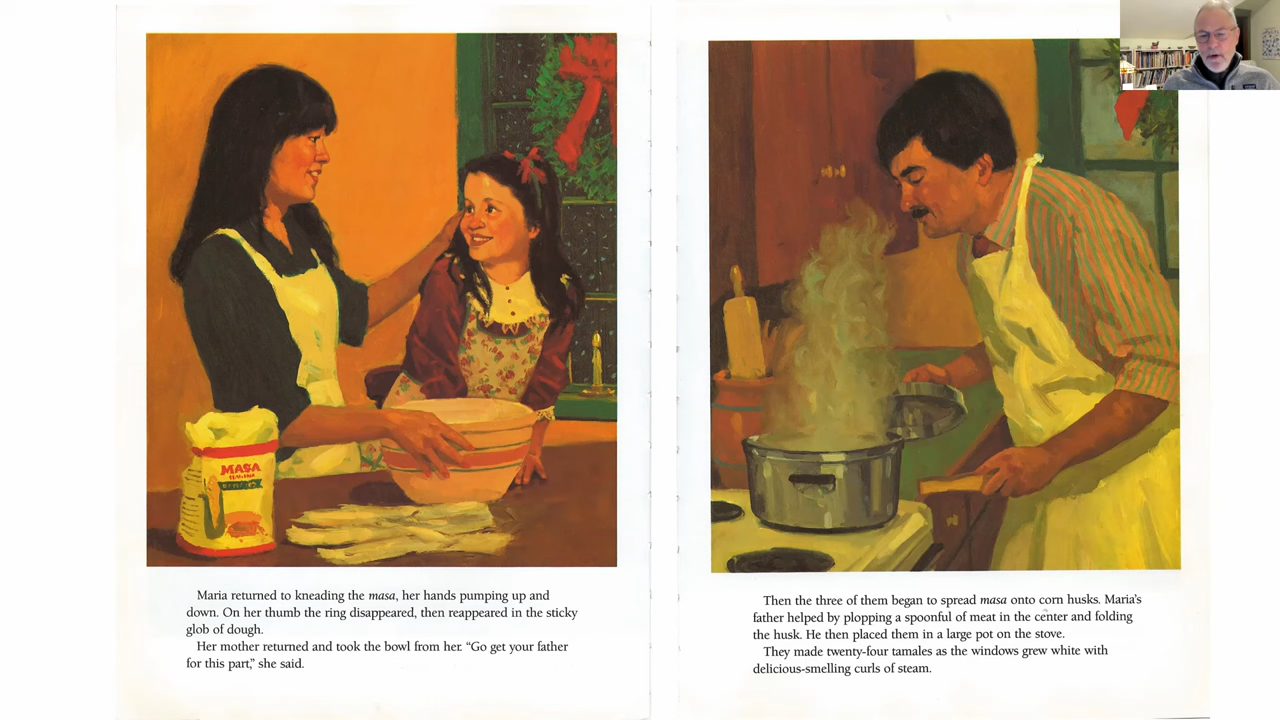 MASA
Maria returned to kneading the masa, her hands pumping up and
down. On her thumb the ring disappeared, then reappeared in the sticky
glob of dough.
Her mother returned and took the bowl from her. “Go get your father
for this part,” she said.
Then the three of them began to spread masa onto corn husks. Maria’s
father helped by plopping a spoonful of meat in the center and folding
the husk. He then placed them in a large pot on the stove.
They made twenty-four tamales as the windows grew white with
delicious-smelling curls of steam.